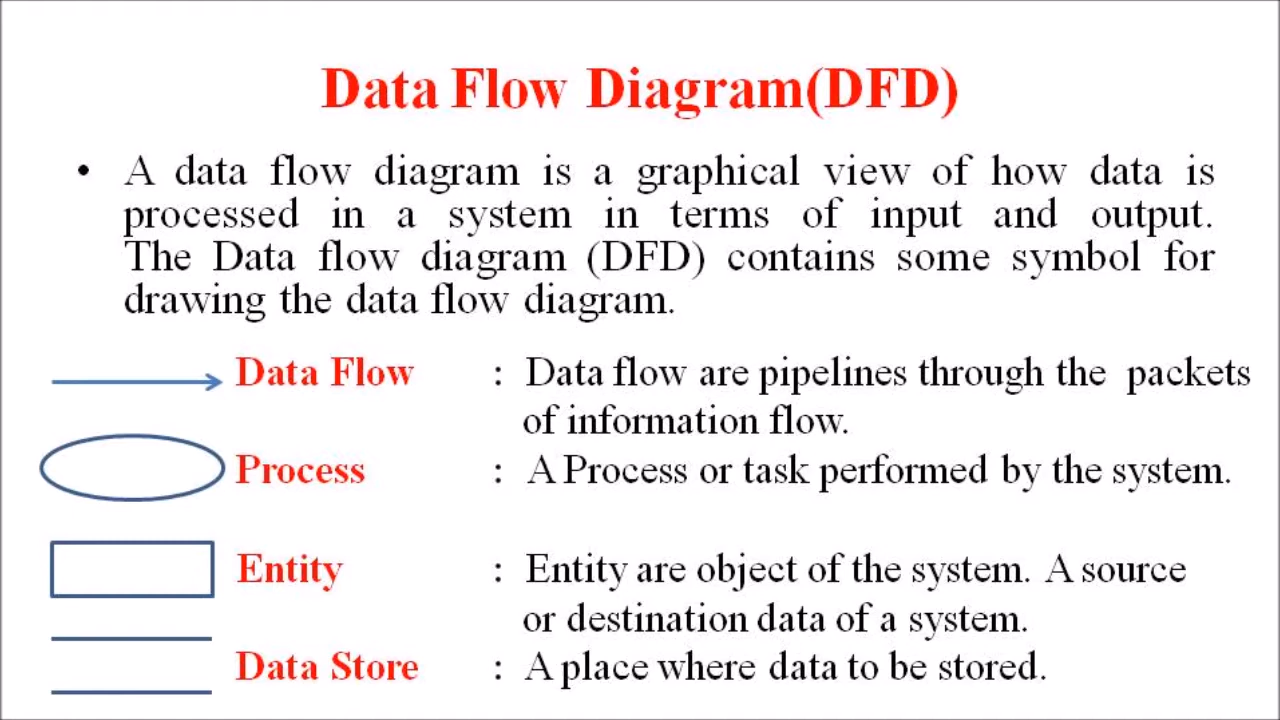 Data Flow Diagram(DFD)
• A data flow diagram is a graphical view of how data is
processed in a system in terms of input and output.
The Data flow diagram (DFD) contains some symbol for
drawing the data flow diagram.
Data Flow : Data flow are pipelines through the packets
of information flow.
Process : A Process or task performed by the system.
Entity : Entity are object of the system. A source
or destination data of a system.
Data Store : A place where data to be stored.